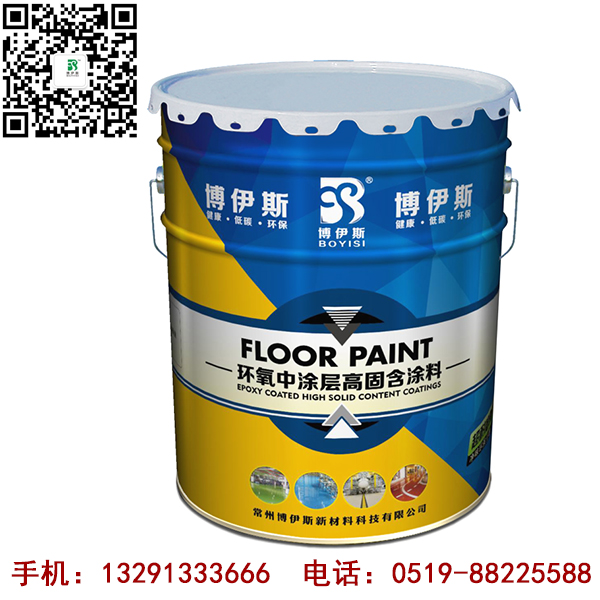 博伊斯
博伊斯
健康·低碳·环保
博伊斯®
BOYISI
博伊斯
健康·低碳·环保
FLOOR PAINT
环氧中涂层高固含涂料
EPOXY COATED HIGH SOLID CONTENT COATINGS
常州博伊斯新材料科技有限公司
手机：13291333666 电话：0519-88225588